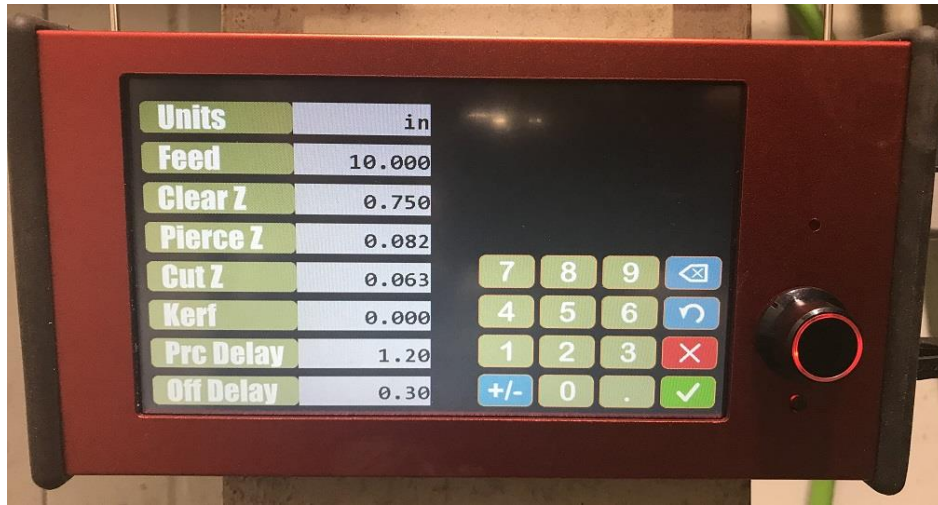 Units in
Feed 10.000
Clear Z 0.750
Pierce Z 0.082
Cut Z 0.063
Kerf 0.000
Prc Delay 1.20
Off Delay 0.30
7 8 9
4 5 6
1 2 3
+/- 0 .